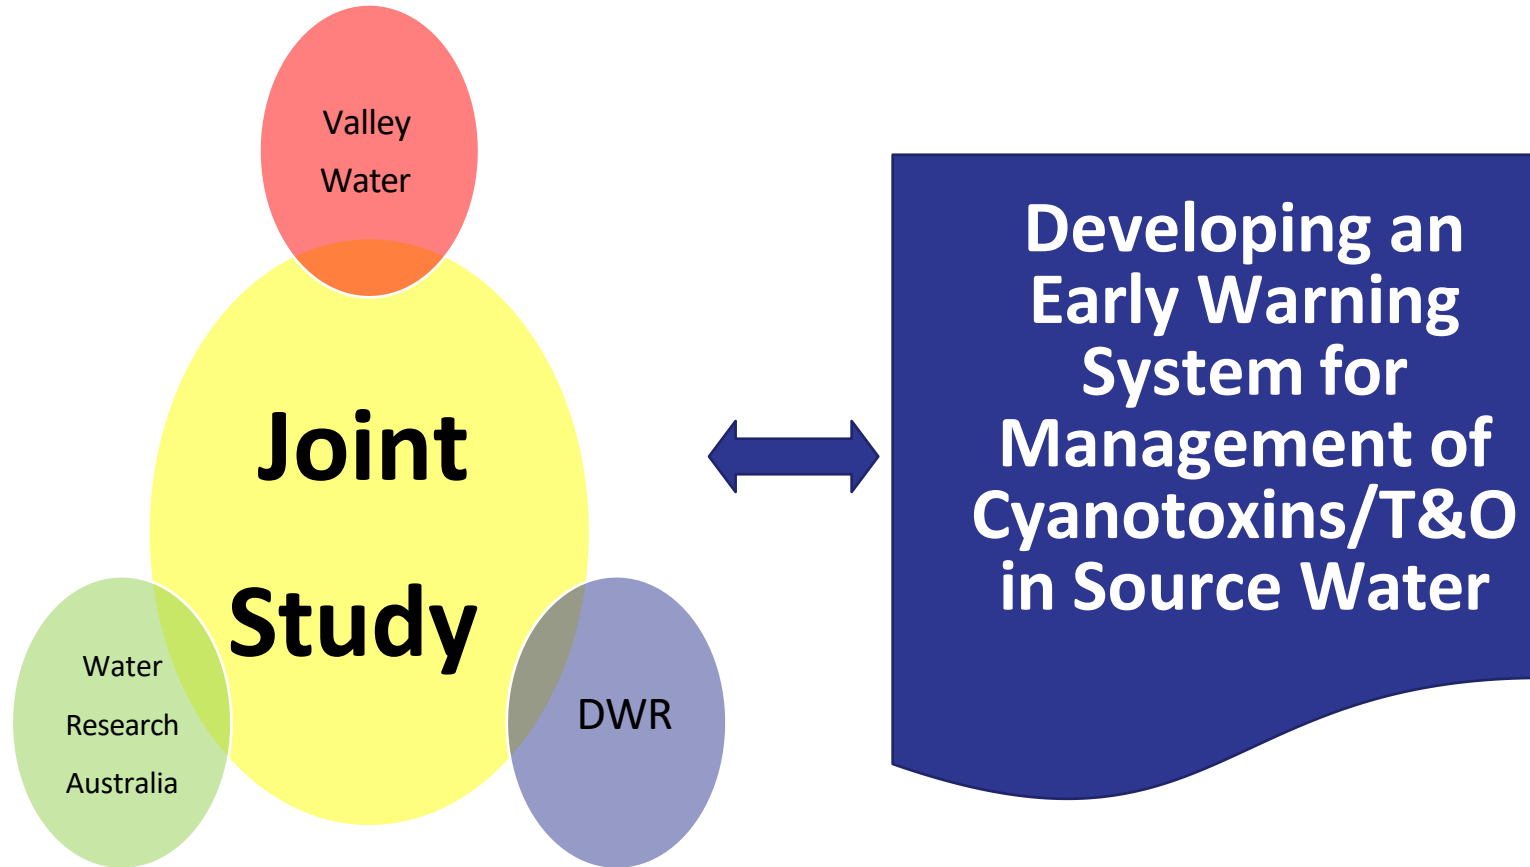 Valley
Water
Joint
Study
Water
Research
Australia
DWR
Developing an
Early Warning
System for
Management of
Cyanotoxins/T&O
in Source Water